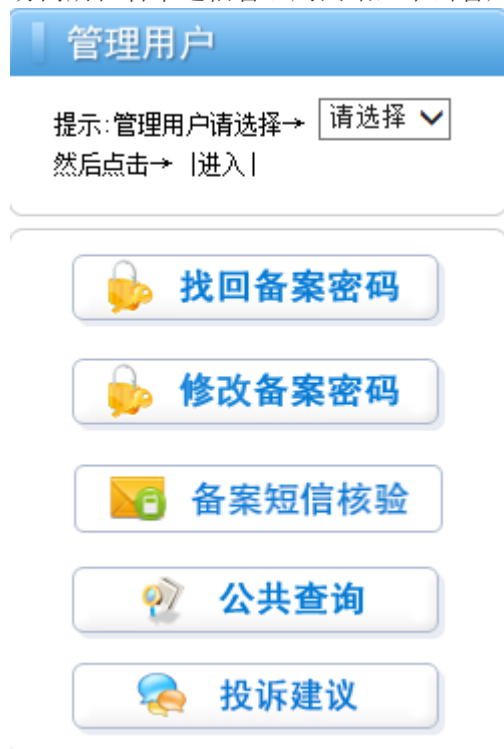 管理用户
提示:管理用户请选择→ 请选择
然后点击→ |进入|
找回备案密码
修改备案密码
备案短信核验
公共查询
投诉建议